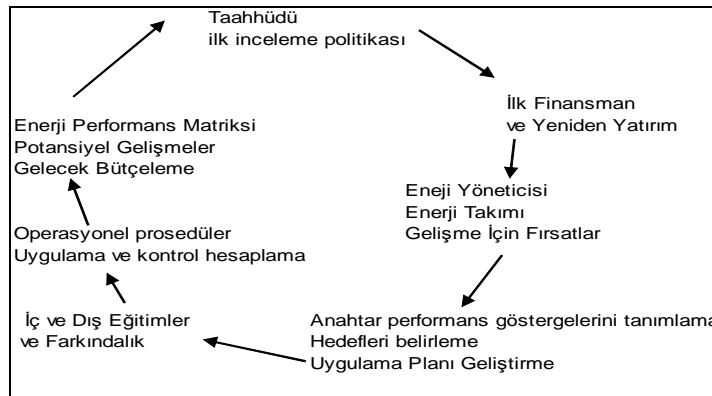 Taahhüdü
ilk inceleme politikası
İlk Finansman
ve Yeniden Yatırım
Eneji Yöneticisi
Enerji Takımı
Gelişme İçin Fırsatlar
Anahtar performans göstergelerini tanımlama
Hedefleri belirleme
Uygulama Planı Geliştirme
İç ve Dış Eğitimler
ve Farkındalık
Operasyonel prosedüler
Uygulama ve kontrol hesaplama
Enerji Performans Matriksi
Potansiyel Gelişmeler
Gelecek Bütçeleme